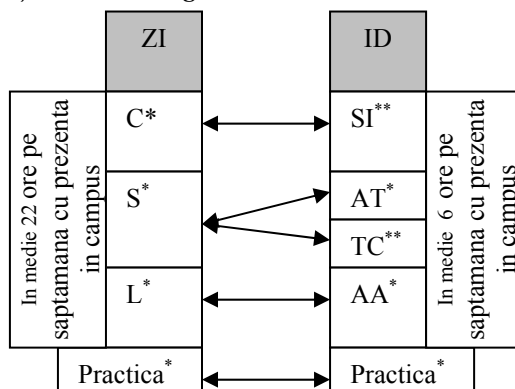 ZI
ID
In medie 22 ore pe
saptamana cu prezenta
in campus
C*
SI**
In medie 6 ore pe
saptamana cu prezenta
in campus
S*
AT*
TC**
L*
AA*
Practica*
Practica*